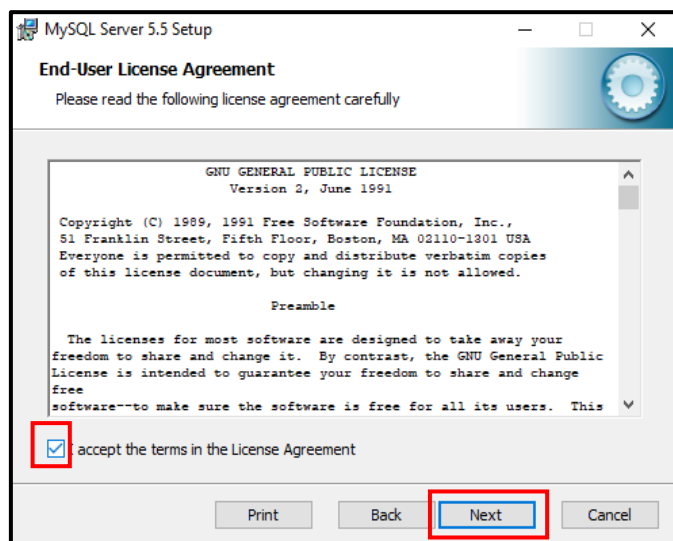 MySQL Server 5.5 Setup
End-User License Agreement
Please read the following license agreement carefully
GNU GENERAL PUBLIC LICENSE
Version 2, June 1991
Copyright (C) 1989, 1991 Free Software Foundation, Inc.,
51 Franklin Street, Fifth Floor, Boston, MA 02110-1301 USA
Everyone is permitted to copy and distribute verbatim copies
of this license document, but changing it is not allowed.
Preamble
The licenses for most software are designed to take away your
freedom to share and change it. By contrast, the GNU General Public
License is intended to guarantee your freedom to share and change
free
software--to make sure the software is free for all its users. This
I accept the terms in the License Agreement
Print Back Next Cancel